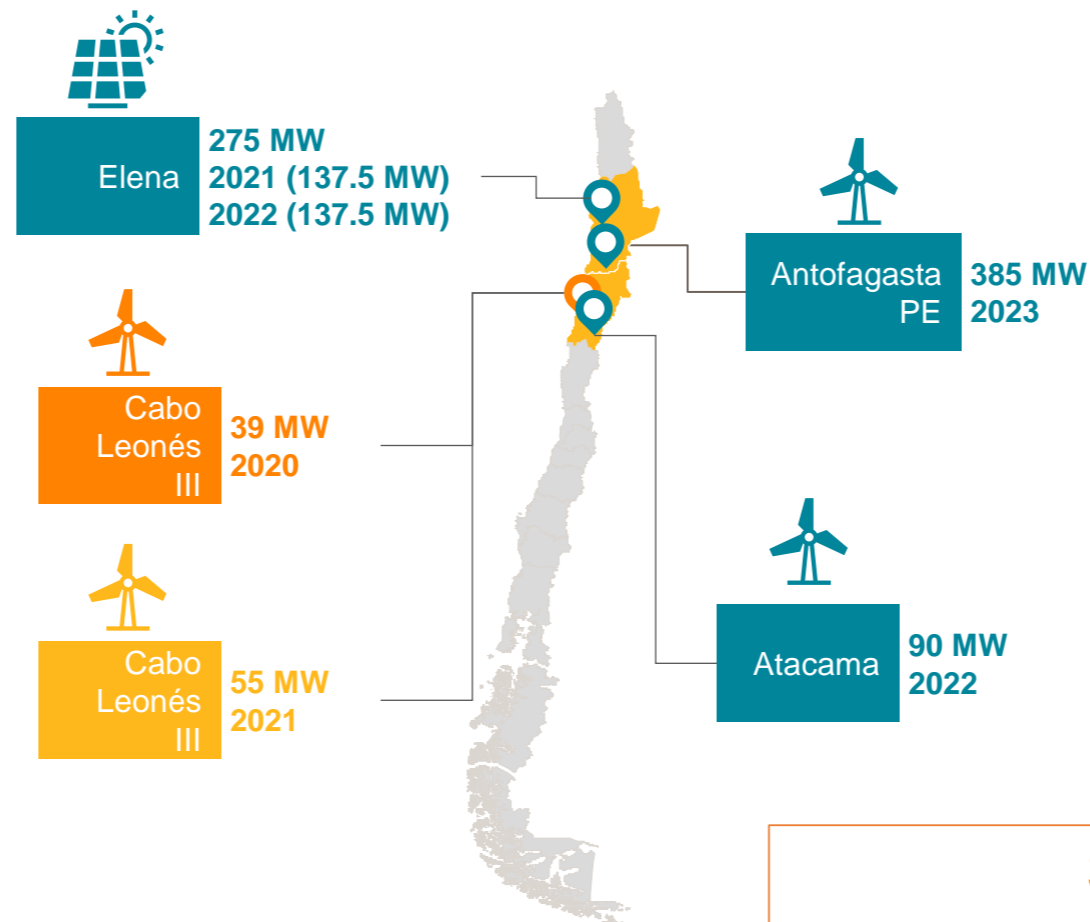 Elena
275 MW
2021 (137.5 MW)
2022 (137.5 MW)
Antofagasta
PE
385 MW
2023
Cabo
Leonés
III
39 MW
2020
Cabo
Leonés
III
55 MW
2021
Atacama
90 MW
2022